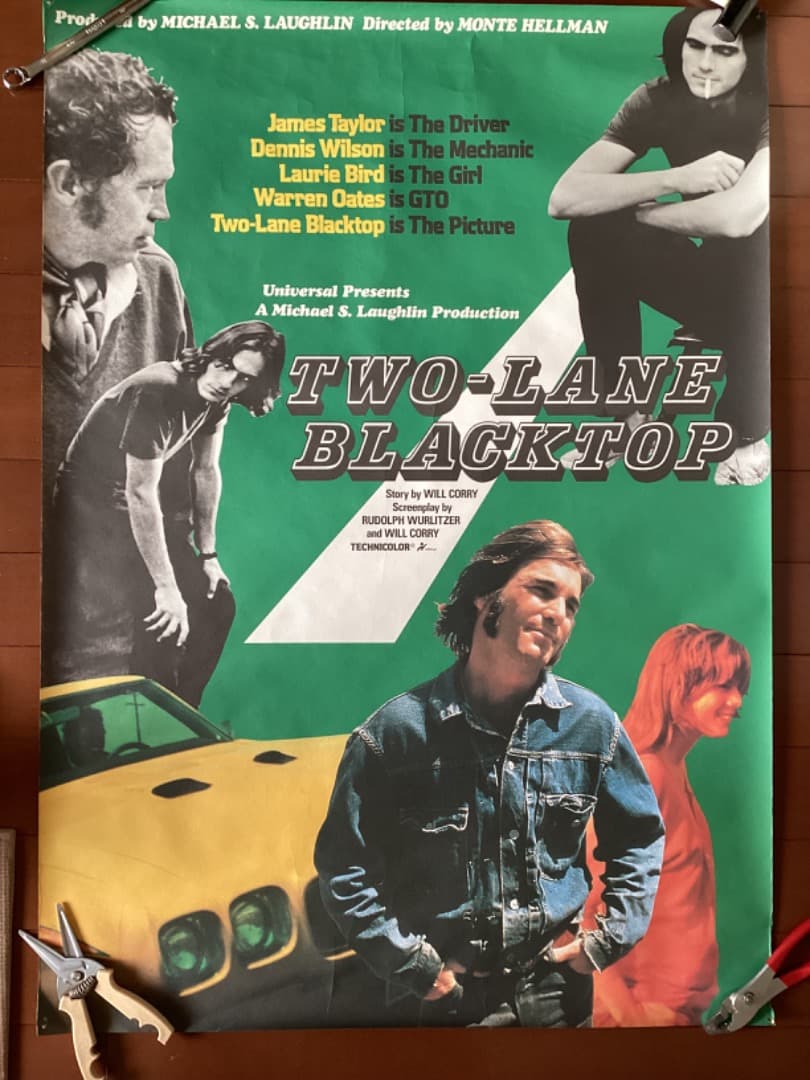 Produced by MICHAEL S. LAUGHLIN Directed by MONTE HELLMAN
James Taylor is The Driver
Dennis Wilson is The Mechanic
Laurie Bird is The Girl
Warren Oates is GTO
Two-Lane Blacktop is The Picture
Universal Presents
A Michael S. Laughlin Production
TWO-LANE
BLACKTOP
Story by WILL CORRY
Screenplay by
RUDOLPH WURLITZER
and WILL CORRY
TECHNICOLOR®